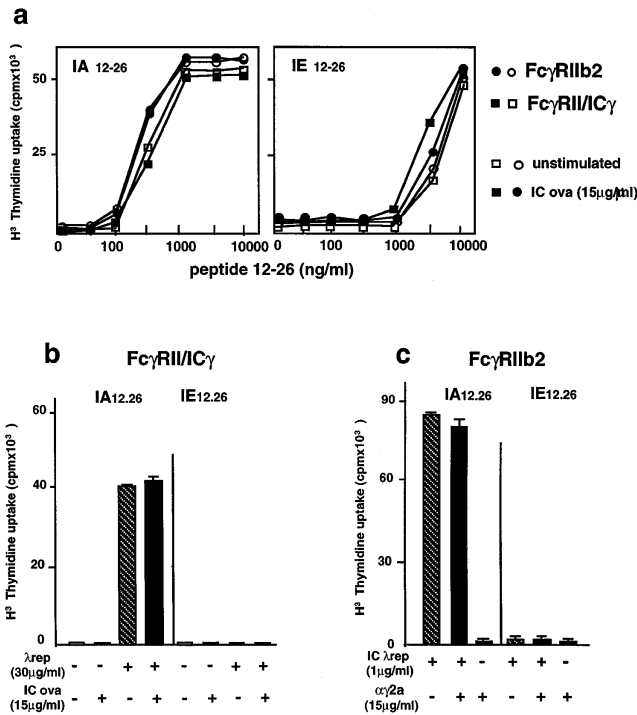 a
IA 12-26
IE 12-26
H³ Thymidine uptake (cpmx10³)
50
25
0 100 1000 10000
1000 10000
0
peptide 12-26 (ng/ml)
FcγRIIb2
FcγRII/ICγ
unstimulated
IC ova (15μg/ml)
b
FcγRII/ICγ
IA12.26
IE12.26
H³ Thymidine uptake (cpmx10³)
60
40
20
0
λrep
(30μg/ml)
- - + + - - + +
IC ova
(15μg/ml)
- + - + - + - +
c
FcγRIIb2
IA12.26
IE12.26
H³ Thymidine uptake (cpmx10³)
90
60
30
0
IC λrep
(1μg/ml)
+ + - + + -
αγ2a
(15μg/ml)
- + + - + -